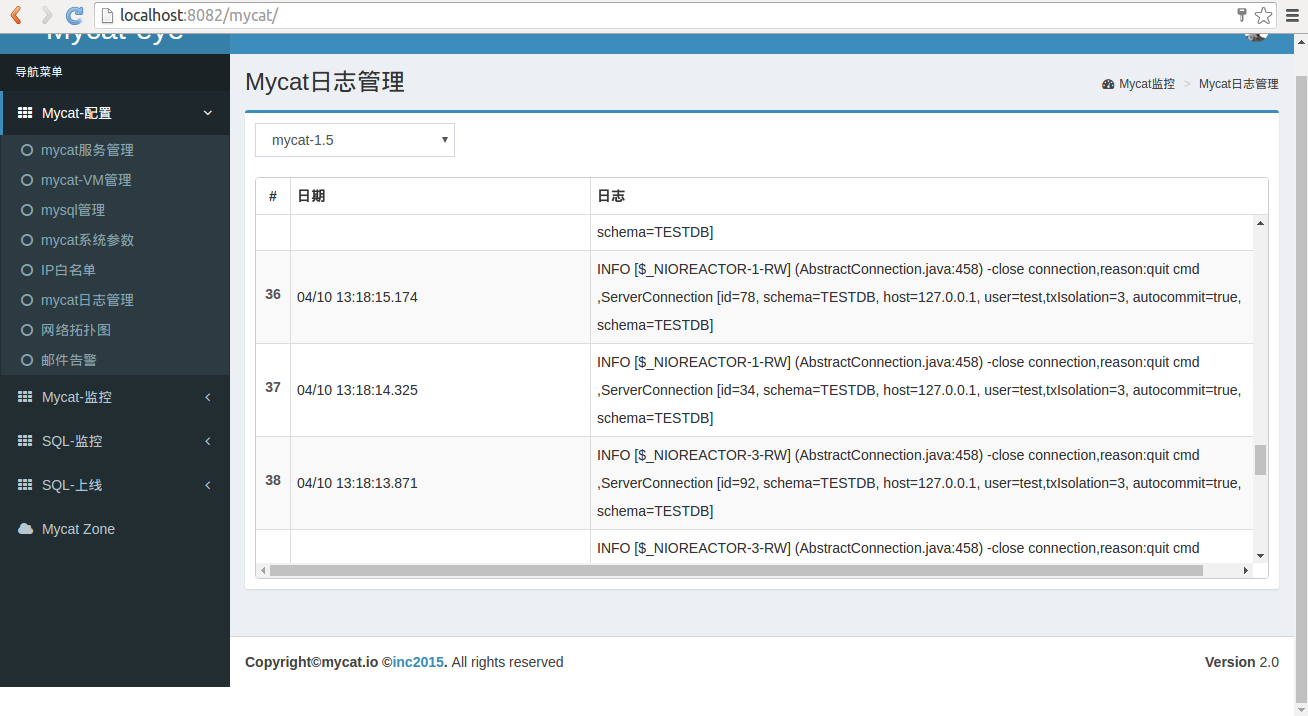 localhost:8082/mycat/
Mycat-eye
导航菜单
Mycat-配置
mycat服务管理
mycat-VM管理
mysql管理
mycat系统参数
IP白名单
mycat日志管理
网络拓扑图
邮件告警
Mycat-监控
SQL-监控
SQL-上线
Mycat Zone
Mycat日志管理
Mycat监控 > Mycat日志管理
mycat-1.5
# 日期 日志
schema=TESTDB]
INFO [$_NIOREACTOR-1-RW] (AbstractConnection.java:458) -close connection,reason:quit cmd
36 04/10 13:18:15.174 ,ServerConnection [id=78, schema=TESTDB, host=127.0.0.1, user=test,txIsolation=3, autocommit=true,
schema=TESTDB]
INFO [$_NIOREACTOR-1-RW] (AbstractConnection.java:458) -close connection,reason:quit cmd
37 04/10 13:18:14.325 ,ServerConnection [id=34, schema=TESTDB, host=127.0.0.1, user=test,txIsolation=3, autocommit=true,
schema=TESTDB]
INFO [$_NIOREACTOR-3-RW] (AbstractConnection.java:458) -close connection,reason:quit cmd
38 04/10 13:18:13.871 ,ServerConnection [id=92, schema=TESTDB, host=127.0.0.1, user=test,txIsolation=3, autocommit=true,
schema=TESTDB]
INFO [$_NIOREACTOR-3-RW] (AbstractConnection.java:458) -close connection,reason:quit cmd
Copyright©mycat.io ©inc2015. All rights reserved
Version 2.0